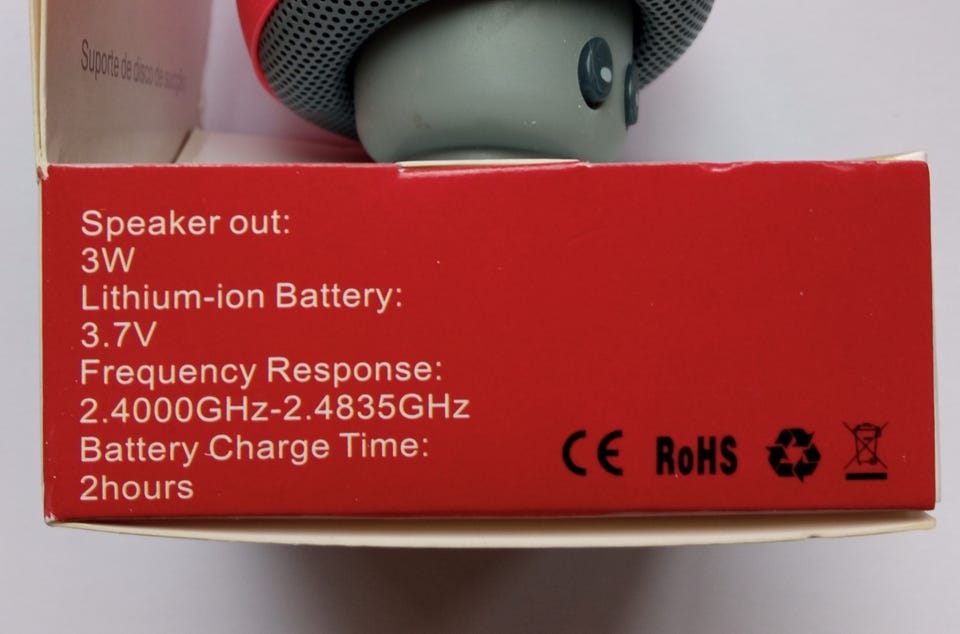 Suporte de disco de sucção
Speaker out:
3W
Lithium-ion Battery:
3.7V
Frequency Response:
2.4000GHz-2.4835GHz
Battery Charge Time:
2hours
CE RoHS